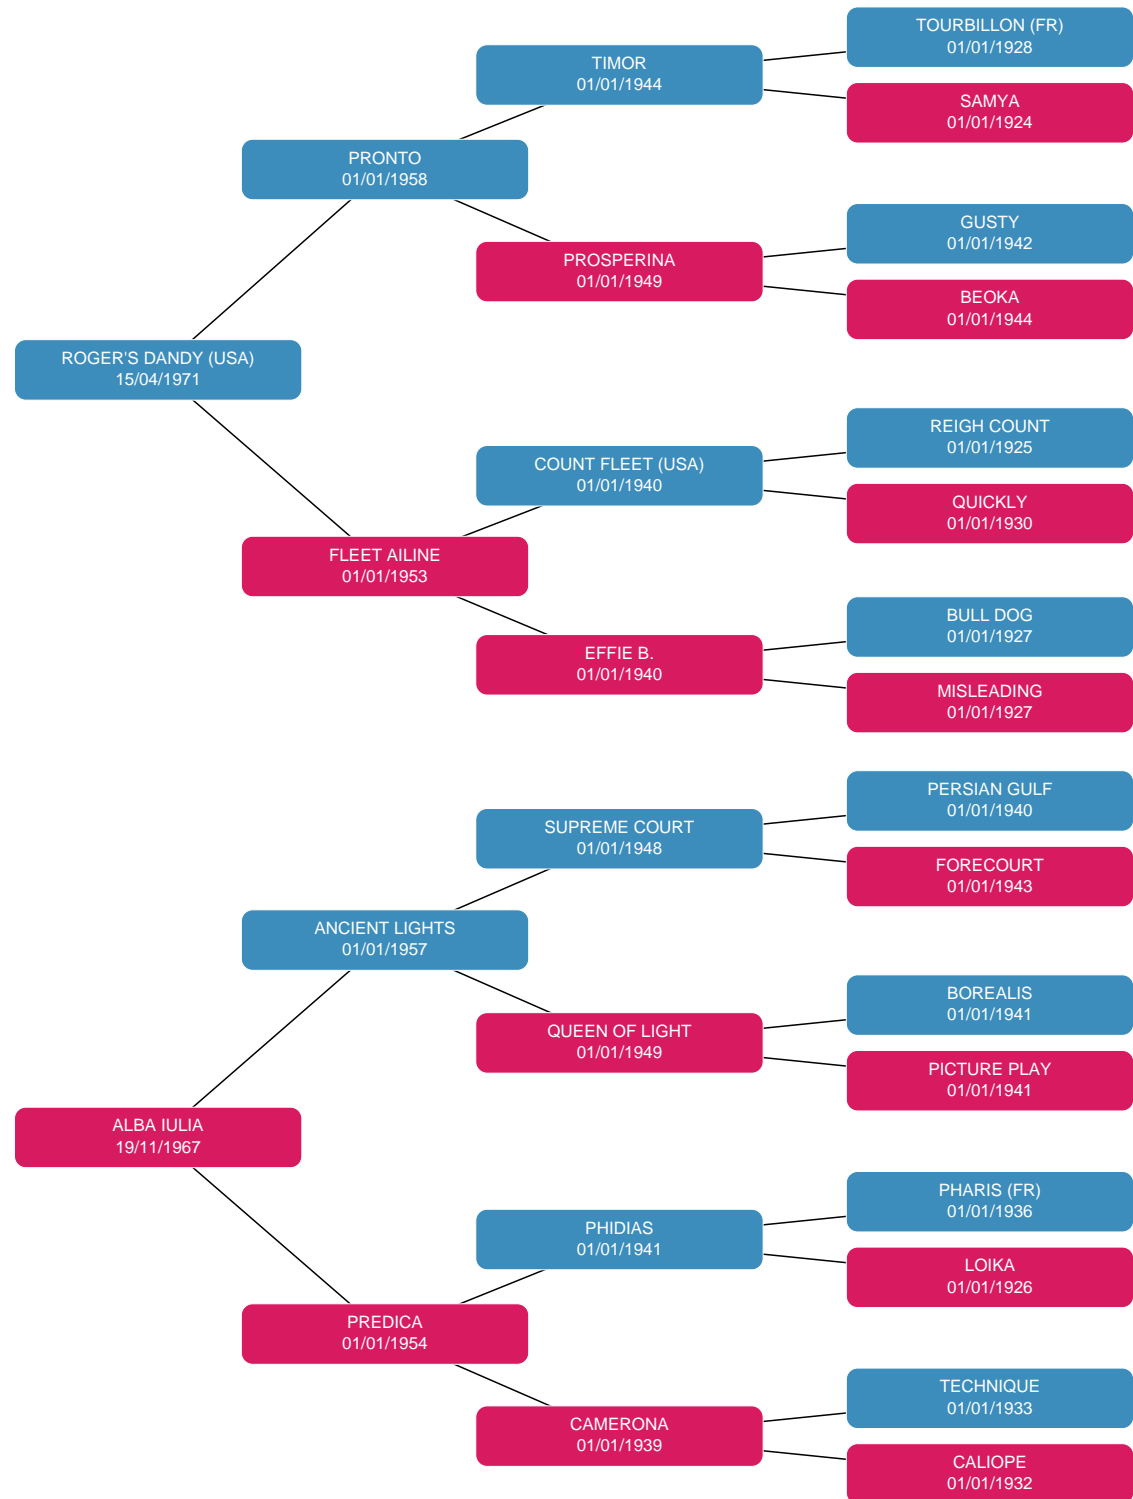 TOURBILLON (FR)
01/01/1928
TIMOR
01/01/1944
SAMYA
01/01/1924
PRONTO
01/01/1958
GUSTY
01/01/1942
PROSPERINA
01/01/1949
BEOKA
01/01/1944
ROGER'S DANDY (USA)
15/04/1971
REIGH COUNT
01/01/1925
COUNT FLEET (USA)
01/01/1940
QUICKLY
01/01/1930
FLEET AILINE
01/01/1953
BULL DOG
01/01/1927
EFFIE B.
01/01/1940
MISLEADING
01/01/1927
PERSIAN GULF
01/01/1940
SUPREME COURT
01/01/1948
FORECOURT
01/01/1943
ANCIENT LIGHTS
01/01/1957
BOREALIS
01/01/1941
QUEEN OF LIGHT
01/01/1949
PICTURE PLAY
01/01/1941
ALBA IULIA
19/11/1967
PHARIS (FR)
01/01/1936
PHIDIAS
01/01/1941
LOIKA
01/01/1926
PREDICA
01/01/1954
TECHNIQUE
01/01/1933
CAMERONA
01/01/1939
CALIOPE
01/01/1932